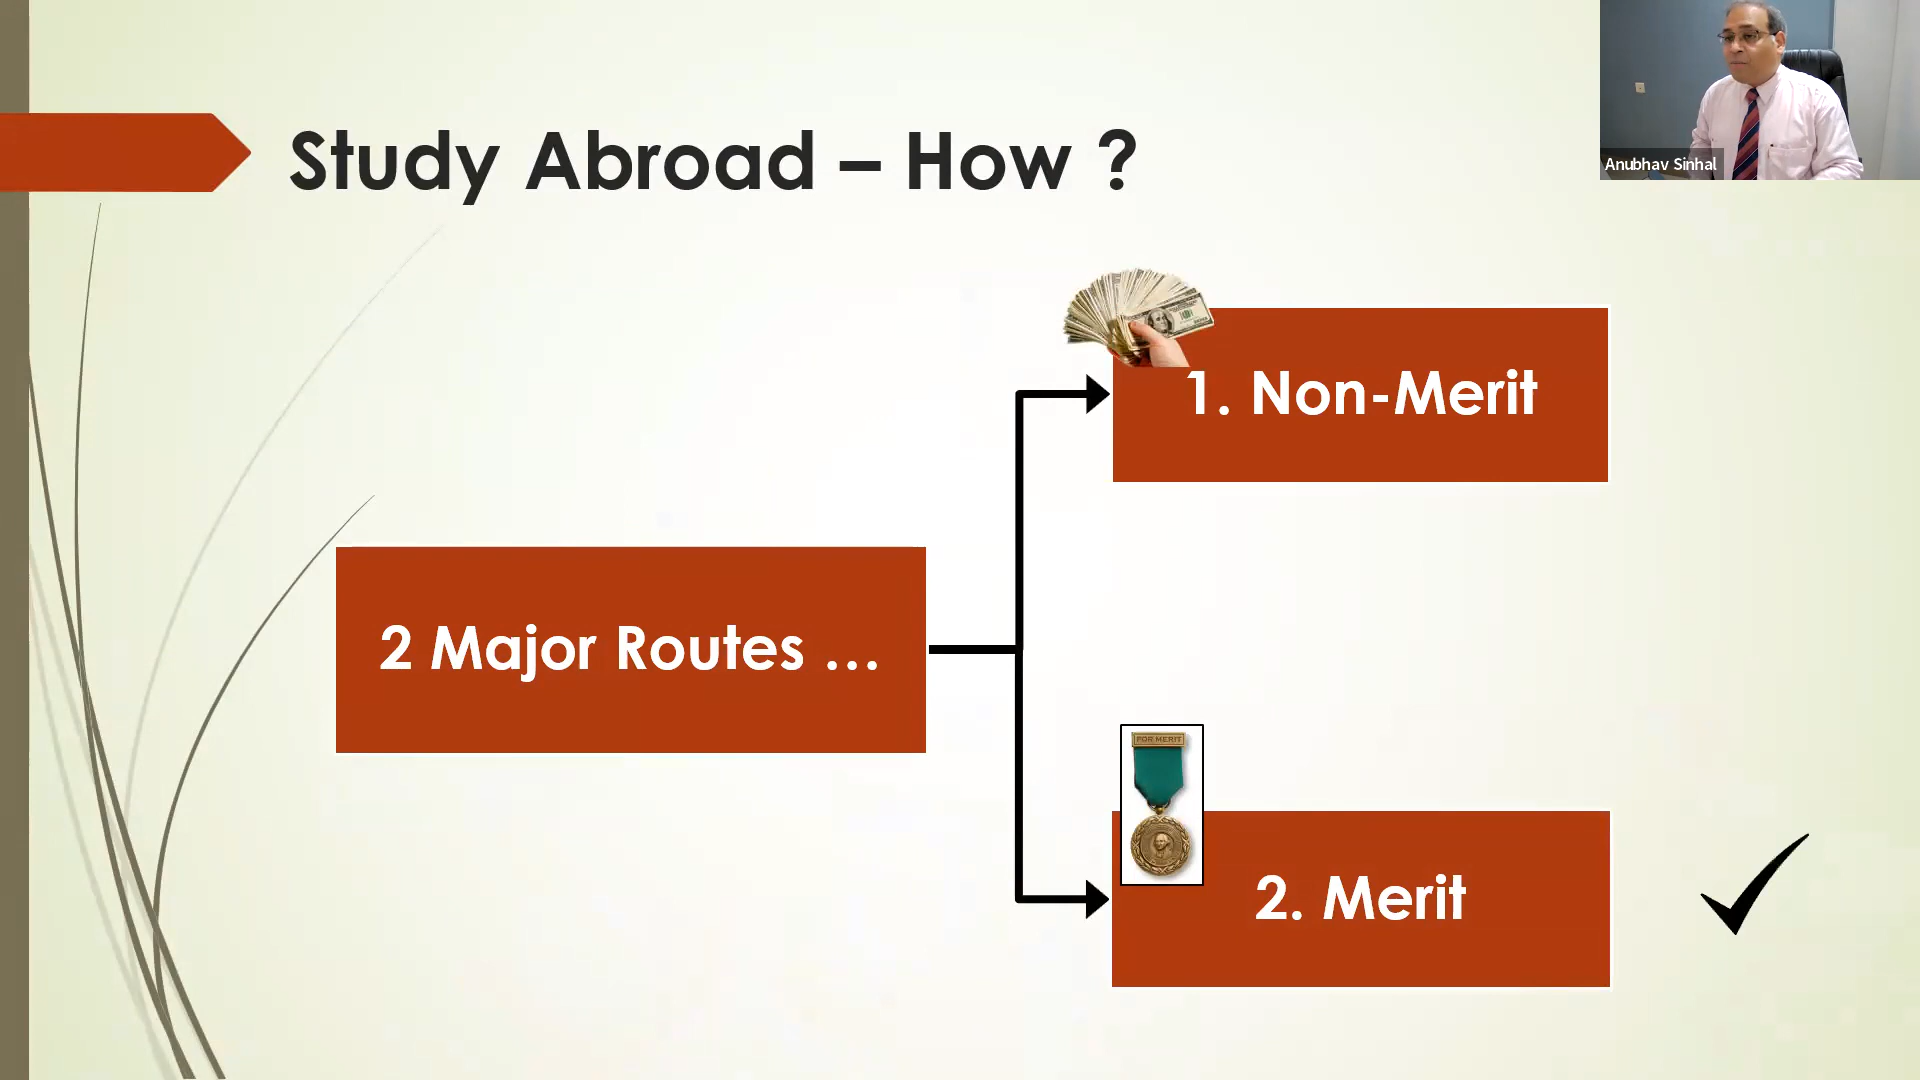 Study Abroad – How ?
Anubhav Sinhal
1. Non-Merit
2 Major Routes ...
FOR MERIT
2. Merit